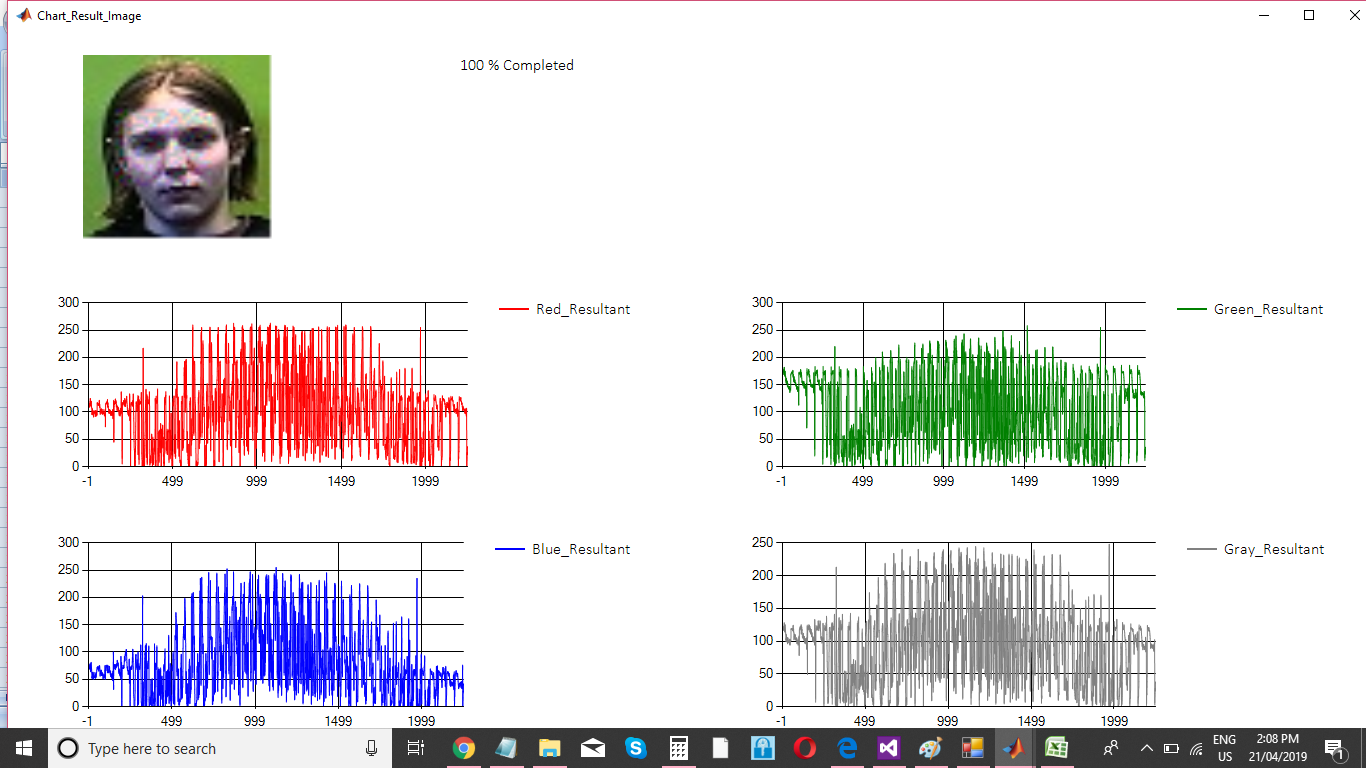 Chart_Result_Image
100 % Completed
300
250
200
150
100
50
0
-1 499 999 1499 1999
Red_Resultant
300
250
200
150
100
50
0
-1 499 999 1499 1999
Green_Resultant
300
250
200
150
100
50
0
-1 499 999 1499 1999
Blue_Resultant
250
200
150
100
50
0
-1 499 999 1499 1999
Gray_Resultant
Type here to search
ENG
US
2:08 PM
21/04/2019
1